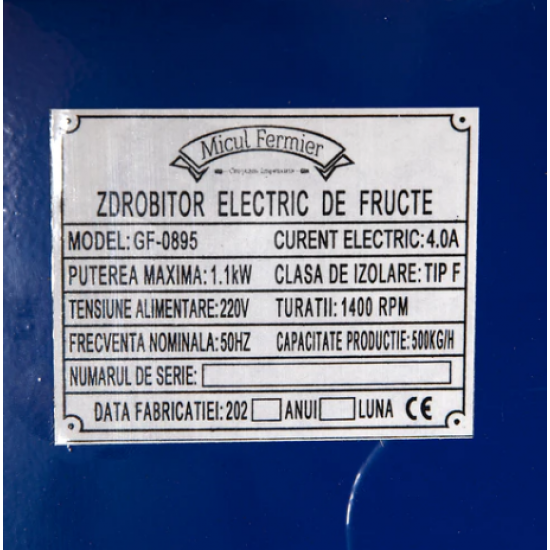 Micul Fermier
ZDROBITOR ELECTRIC DE FRUCTE
MODEL: GF-0895 CURENT ELECTRIC: 4.0A
PUTEREA MAXIMA: 1.1kW CLASA DE IZOLARE: TIP F
TENSIUNE ALIMENTARE: 220V TURATII: 1400 RPM
FRECVENTA NOMINALA: 50HZ CAPACITATE PRODUCTIE: 500KG/H
NUMARUL DE SERIE:
DATA FABRICATIEI: 202 ANUI LUNA CE